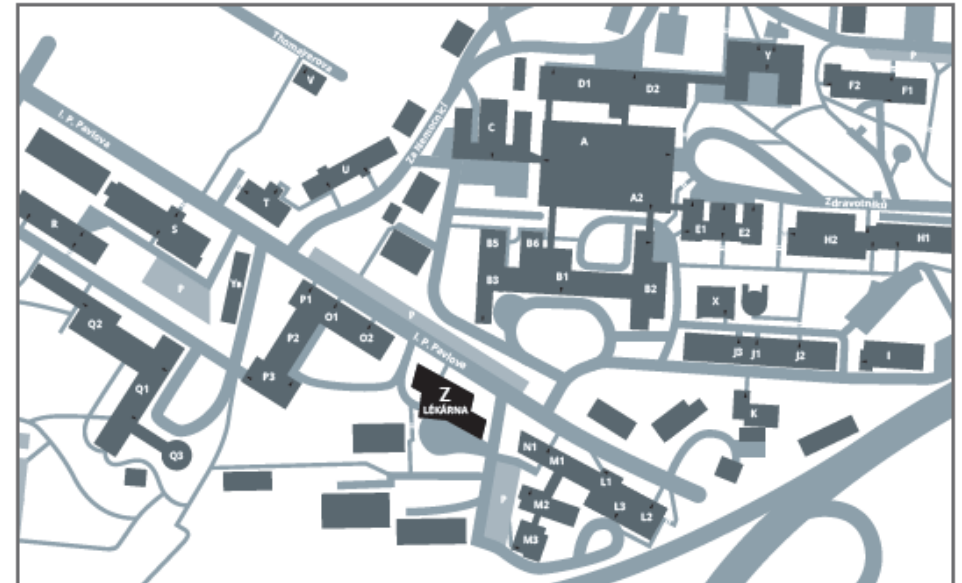 Thomayerova
V
Y
P
D1
D2
F2
F1
I. P. Pavlova
Za Nemocnicí
C
A
U
T
A2
Zdravotníků
R
S
E1
E2
H2
H1
B5
B6
B3
B1
B2
P
Ya
P1
X
Q2
P2
O1
P
O2
I. P. Pavlova
J3
J1
J2
I
P3
Q1
Z
LÉKÁRNA
K
Q3
N1
M1
L1
P
M2
L3
L2
M3